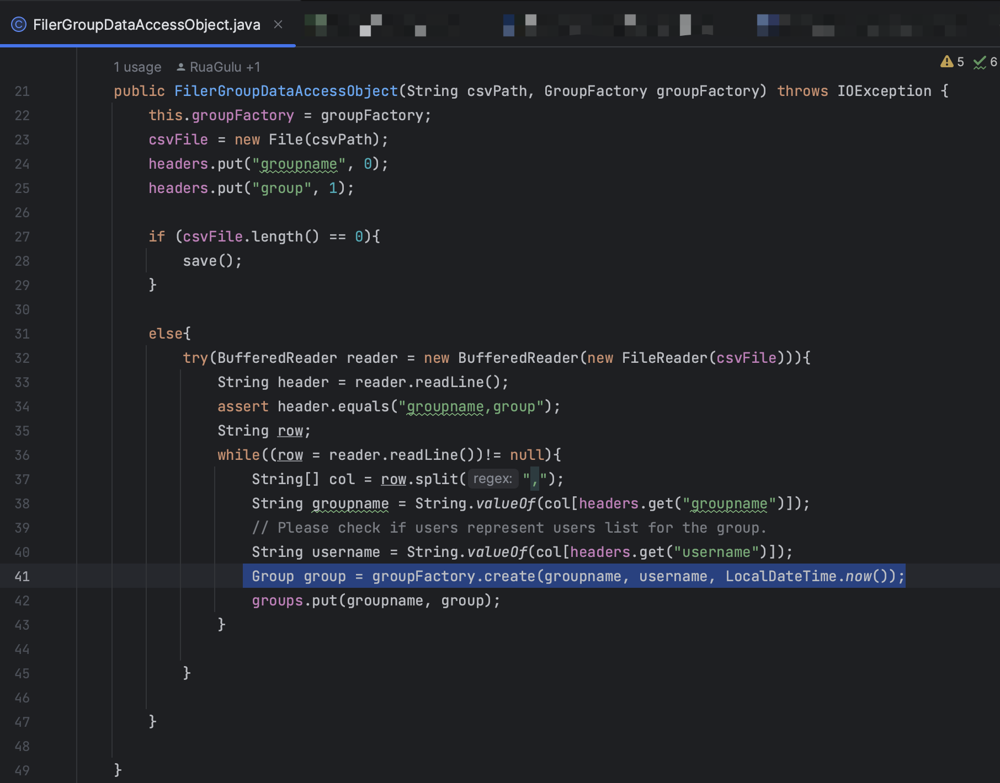 FilerGroupDataAccessObject.java
1 usage RuaGulu +1
5 6
21 public FilerGroupDataAccessObject(String csvPath, GroupFactory groupFactory) throws IOException {
22 this.groupFactory = groupFactory;
23 csvFile = new File(csvPath);
24 headers.put("groupname", 0);
25 headers.put("group", 1);
26
27 if (csvFile.length() == 0){
28 save();
29 }
30
31 else{
32 try(BufferedReader reader = new BufferedReader(new FileReader(csvFile))){
33 String header = reader.readLine();
34 assert header.equals("groupname,group");
35 String row;
36 while((row = reader.readLine())!= null){
37 String[] col = row.split( regex: ",");
38 String groupname = String.valueOf(col[headers.get("groupname")]);
39 // Please check if users represent users list for the group.
40 String username = String.valueOf(col[headers.get("username")]);
41 Group group = groupFactory.create(groupname, username, LocalDateTime.now());
42 groups.put(groupname, group);
43 }
44
45 }
46
47 }
48
49 }